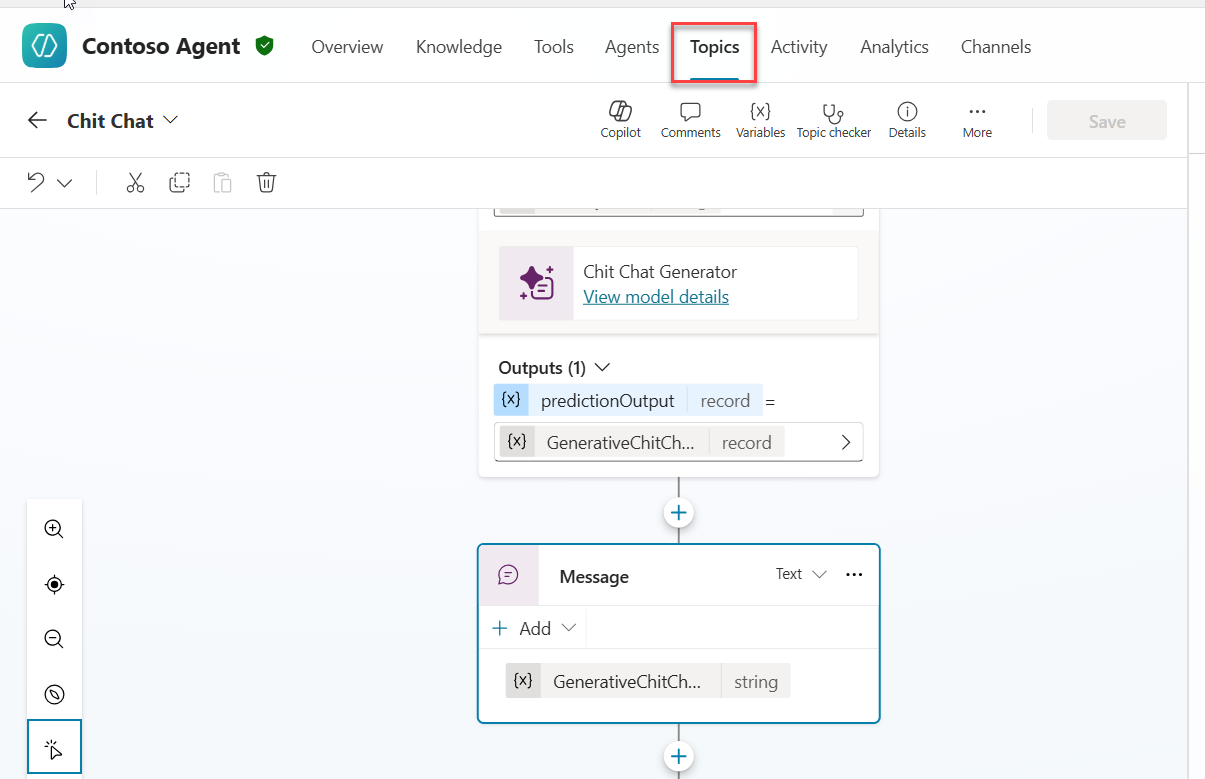 Contoso Agent Overview Knowledge Tools Agents Topics Activity Analytics Channels
Chit Chat
Copilot Comments Variables Topic checker Details More
Save
Chit Chat Generator
View model details
Outputs (1)
{x} predictionOutput record =
{x} GenerativeChitCh... record
Message Text
Add
{x} GenerativeChitCh... string